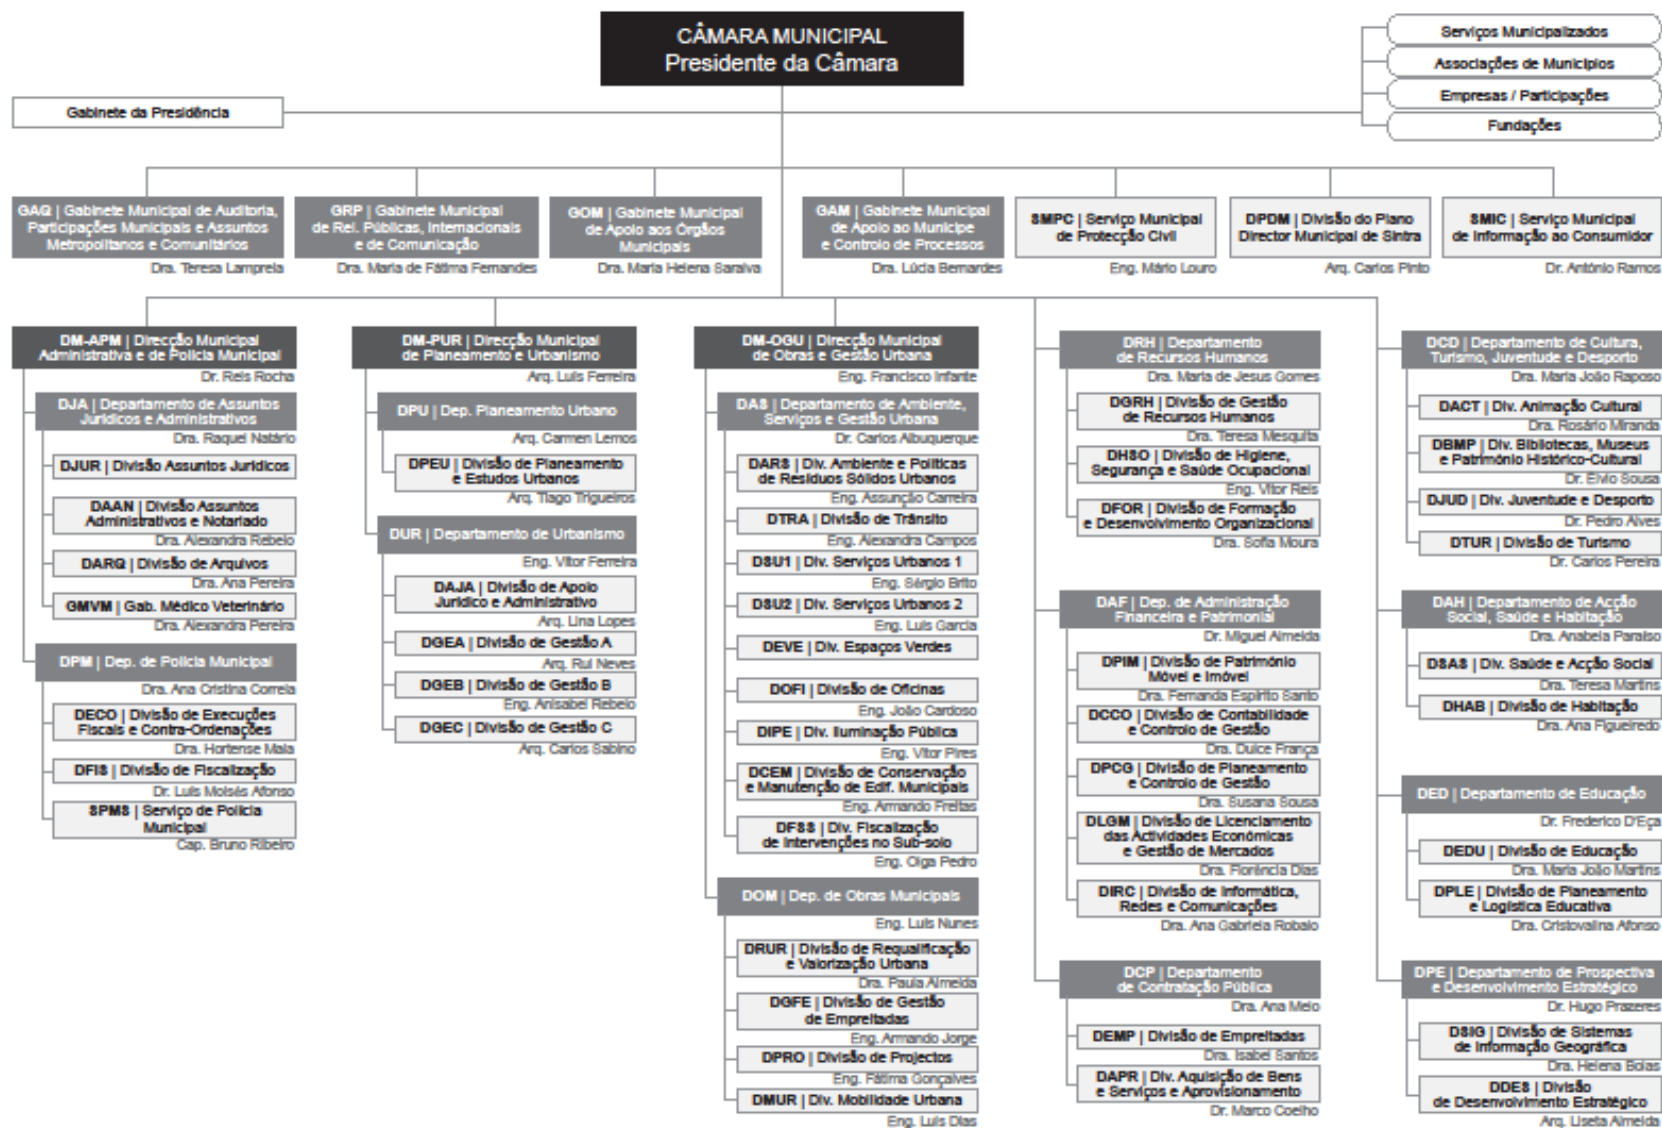 CÂMARA MUNICIPAL
Presidente da Câmara
Serviços Municipalizados
Associações de Municípios
Empresas / Participações
Fundações
Gabinete da Presidência
GAQ | Gabinete Municipal de Auditoria,
Participações Municipais e Assuntos
Metropolitanos e Comunitários
Dra. Teresa Lampreia
GRP | Gabinete Municipal
de Rel. Públicas, Internacionais
e de Comunicação
Dra. Maria de Fátima Fernandes
GOM | Gabinete Municipal
de Apoio aos Órgãos
Municipais
Dra. Maria Helena Saraiva
GAM | Gabinete Municipal
de Apoio ao Munícipe
e Controlo de Processos
Dra. Lúcia Bernardes
SMPC | Serviço Municipal
de Protecção Civil
Eng. Mário Louro
DPDM | Divisão do Plano
Director Municipal de Sintra
Arq. Carlos Pinto
SMIC | Serviço Municipal
de Informação ao Consumidor
Dr. António Ramos
DM-APM | Direcção Municipal
Administrativa e de Polícia Municipal
Dr. Reis Rocha
DJA | Departamento de Assuntos
Jurídicos e Administrativos
Dra. Raquel Natário
DJUR | Divisão Assuntos Jurídicos
DAAN | Divisão Assuntos
Administrativos e Notariado
Dra. Alexandra Rebelo
DARQ | Divisão de Arquivos
Dra. Ana Pereira
GMVM | Gab. Médico Veterinário
Dra. Alexandra Pereira
DPM | Dep. de Polícia Municipal
Dra. Ana Cristina Correia
DECO | Divisão de Execuções
Fiscais e Contra-Ordenações
Dra. Hortense Maia
DFIS | Divisão de Fiscalização
Dr. Luís Moisés Afonso
SPMS | Serviço de Polícia
Municipal
Cap. Bruno Ribeiro
DM-PUR | Direcção Municipal
de Planeamento e Urbanismo
Arq. Luís Ferreira
DPU | Dep. Planeamento Urbano
Arq. Carmen Lemos
DPEU | Divisão de Planeamento
e Estudos Urbanos
Arq. Tiago Trigueiros
DUR | Departamento de Urbanismo
Eng. Vítor Ferreira
DAJA | Divisão de Apoio
Jurídico e Administrativo
Arq. Lina Lopes
DGEA | Divisão de Gestão A
Arq. Rui Neves
DGEB | Divisão de Gestão B
Eng. Anisabel Rebelo
DGEC | Divisão de Gestão C
Arq. Carlos Sabino
DM-OGU | Direcção Municipal
de Obras e Gestão Urbana
Eng. Francisco Infante
DAS | Departamento de Ambiente,
Serviços e Gestão Urbana
Dr. Carlos Albuquerque
DARS | Div. Ambiente e Políticas
de Resíduos Sólidos Urbanos
Eng. Assunção Carreira
DTRA | Divisão de Trânsito
Eng. Alexandra Campos
DSU1 | Div. Serviços Urbanos 1
Eng. Sérgio Brito
DSU2 | Div. Serviços Urbanos 2
Eng. Luís Garcia
DEVE | Div. Espaços Verdes
DOFI | Divisão de Oficinas
Eng. João Cardoso
DIPE | Div. Iluminação Pública
Eng. Vítor Pires
DCEM | Divisão de Conservação
e Manutenção de Edif. Municipais
Eng. Armando Freitas
DFSS | Div. Fiscalização
de Intervenções no Sub-solo
Eng. Olga Pedro
DOM | Dep. de Obras Municipais
Eng. Luís Nunes
DRUR | Divisão de Requalificação
e Valorização Urbana
Dra. Paula Almeida
DGFE | Divisão de Gestão
de Empreitadas
Eng. Armando Jorge
DPRO | Divisão de Projectos
Eng. Fátima Gonçalves
DMUR | Div. Mobilidade Urbana
Eng. Luís Dias
DRH | Departamento
de Recursos Humanos
Dra. Maria de Jesus Gomes
DGRH | Divisão de Gestão
de Recursos Humanos
Dra. Teresa Mesquita
DHSO | Divisão de Higiene,
Segurança e Saúde Ocupacional
Eng. Vítor Reis
DFOR | Divisão de Formação
e Desenvolvimento Organizacional
Dra. Sofia Moura
DAF | Dep. de Administração
Financeira e Patrimonial
Dr. Miguel Almeida
DPIM | Divisão de Património
Móvel e Imóvel
Dra. Fernanda Espírito Santo
DCCO | Divisão de Contabilidade
e Controlo de Gestão
Dra. Dulce França
DPCG | Divisão de Planeamento
e Controlo de Gestão
Dra. Susana Sousa
DLGM | Divisão de Licenciamento
das Actividades Económicas
e Gestão de Mercados
Dra. Florência Dias
DIRC | Divisão de Informática,
Redes e Comunicações
Dra. Ana Gabriela Robalo
DCP | Departamento
de Contratação Pública
Dra. Ana Melo
DEMP | Divisão de Empreitadas
Dra. Isabel Santos
DAPR | Div. Aquisição de Bens
e Serviços e Aprovisionamento
Dr. Marco Coelho
DCD | Departamento de Cultura,
Turismo, Juventude e Desporto
Dra. Maria João Raposo
DACT | Div. Animação Cultural
Dra. Rosário Miranda
DBMP | Div. Bibliotecas, Museus
e Património Histórico-Cultural
Dr. Élvio Sousa
DJUD | Div. Juventude e Desporto
Dr. Pedro Alves
DTUR | Divisão de Turismo
Dr. Carlos Pereira
DAH | Departamento de Acção
Social, Saúde e Habitação
Dra. Anabela Paraíso
DSAS | Div. Saúde e Acção Social
Dra. Teresa Martins
DHAB | Divisão de Habitação
Dra. Ana Figueiredo
DED | Departamento de Educação
Dr. Frederico D'Eça
DEDU | Divisão de Educação
Dra. Maria João Martins
DPLE | Divisão de Planeamento
e Logística Educativa
Dra. Cristovalina Afonso
DPE | Departamento de Prospectiva
e Desenvolvimento Estratégico
Dr. Hugo Prazeres
DSIG | Divisão de Sistemas
de Informação Geográfica
Dra. Helena Bolas
DDES | Divisão
de Desenvolvimento Estratégico
Arq. Liseta Almeida